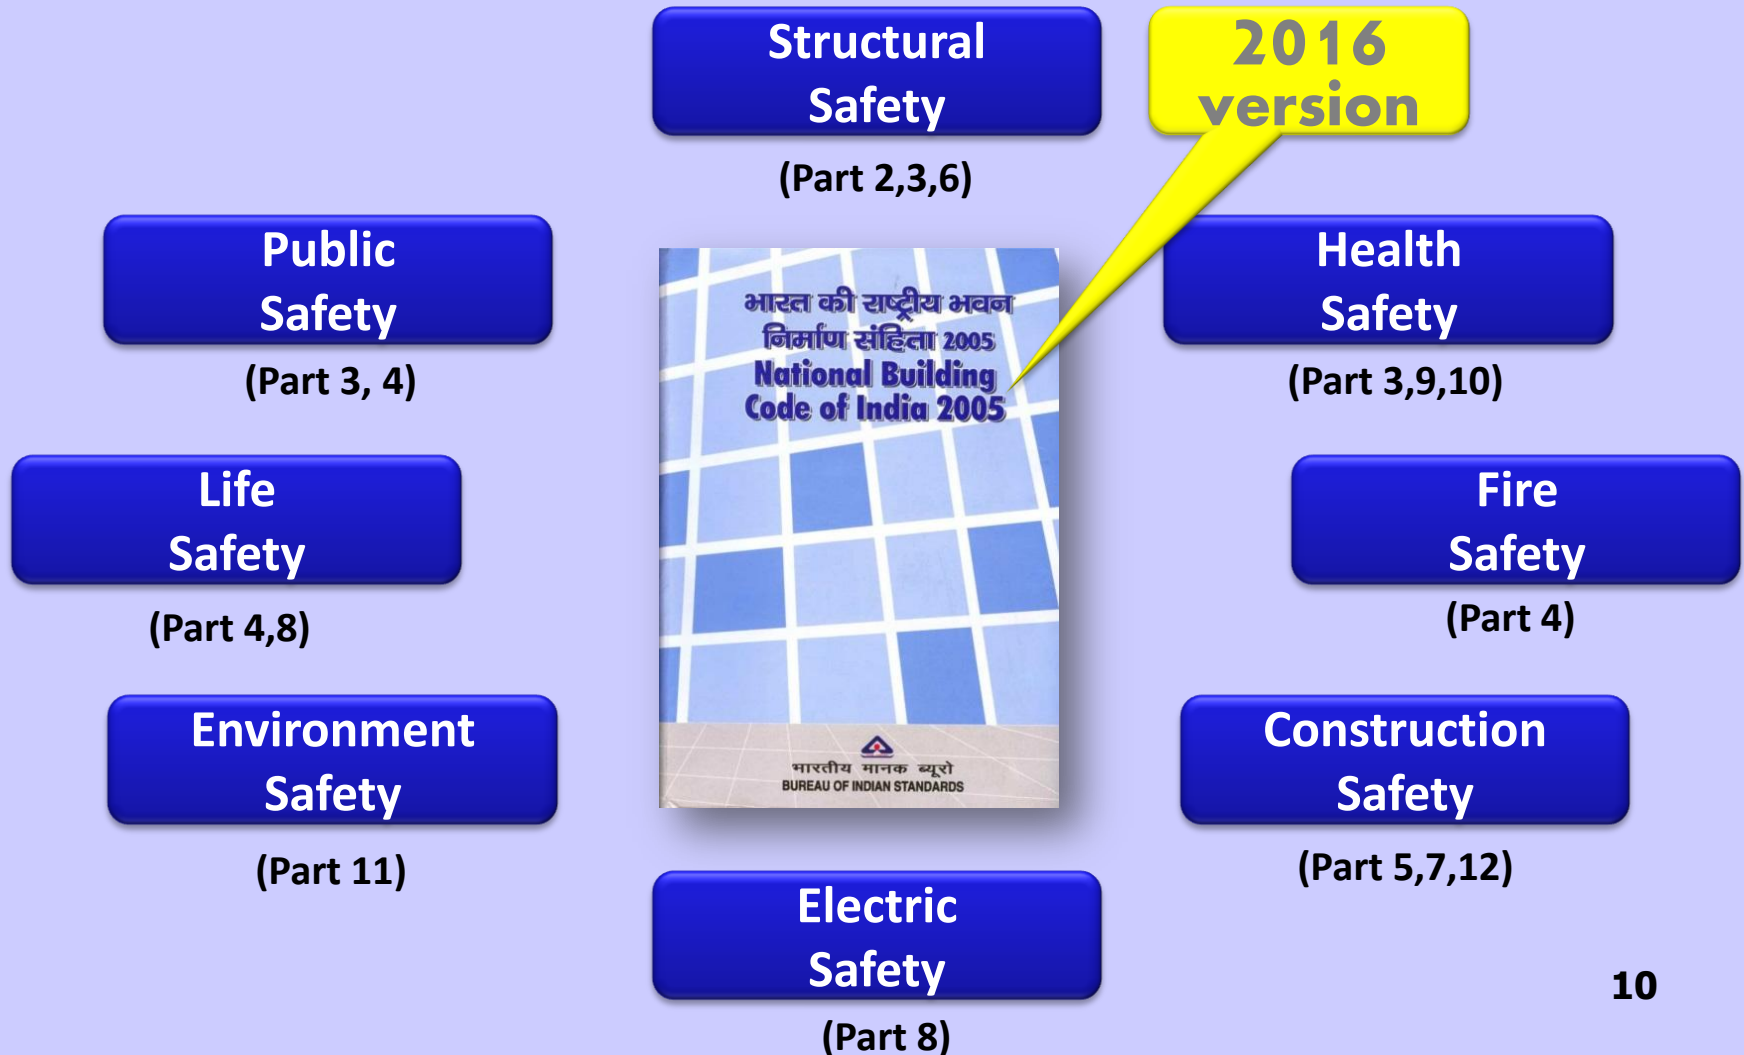 Structural
Safety
(Part 2,3,6)
2016
version
Public
Safety
(Part 3, 4)
Health
Safety
(Part 3,9,10)
भारत की राष्ट्रीय भवन
निर्माण संहिता 2005
National Building
Code of India 2005
Life
Safety
(Part 4,8)
Fire
Safety
(Part 4)
Environment
Safety
(Part 11)
भारतीय मानक ब्यूरो
BUREAU OF INDIAN STANDARDS
Construction
Safety
(Part 5,7,12)
Electric
Safety
(Part 8)
10